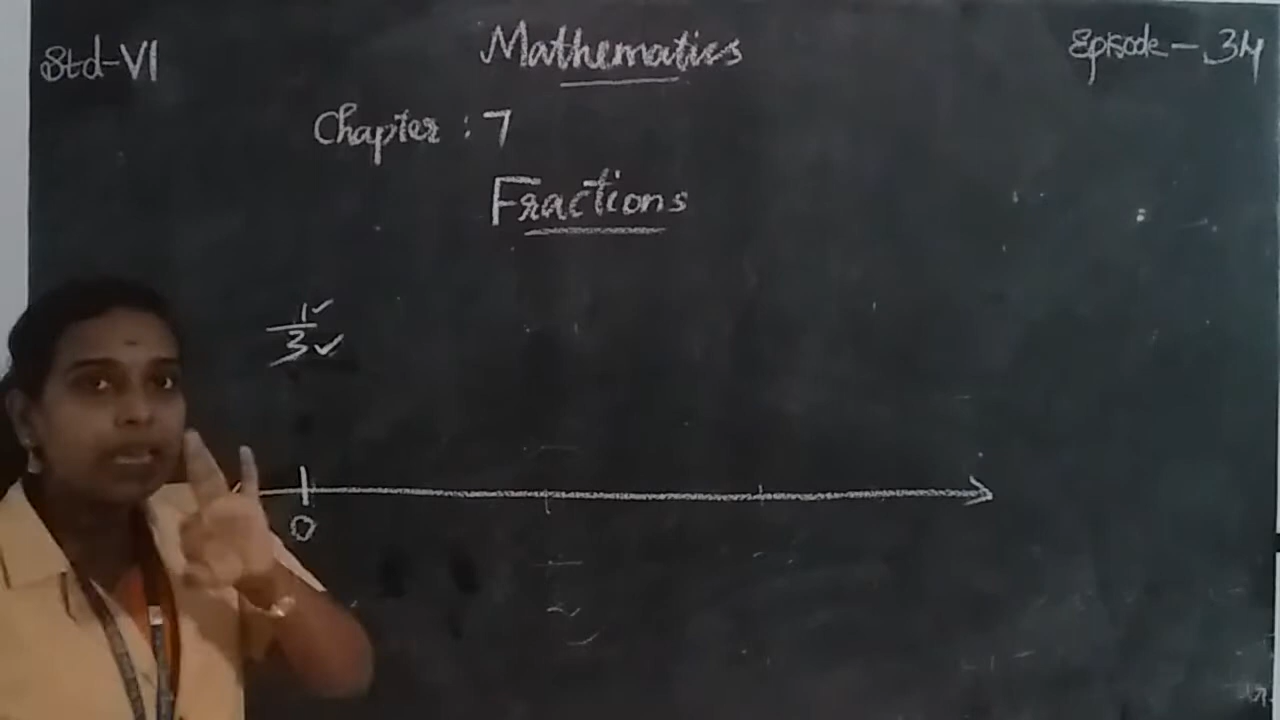 Std-VI
Mathematics
Episode - 34
Chapter : 7
Fractions
1
3
0